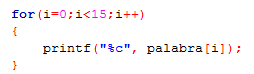 for(i=0;i<15;i++)
{
printf("%c", palabra[i]);
}